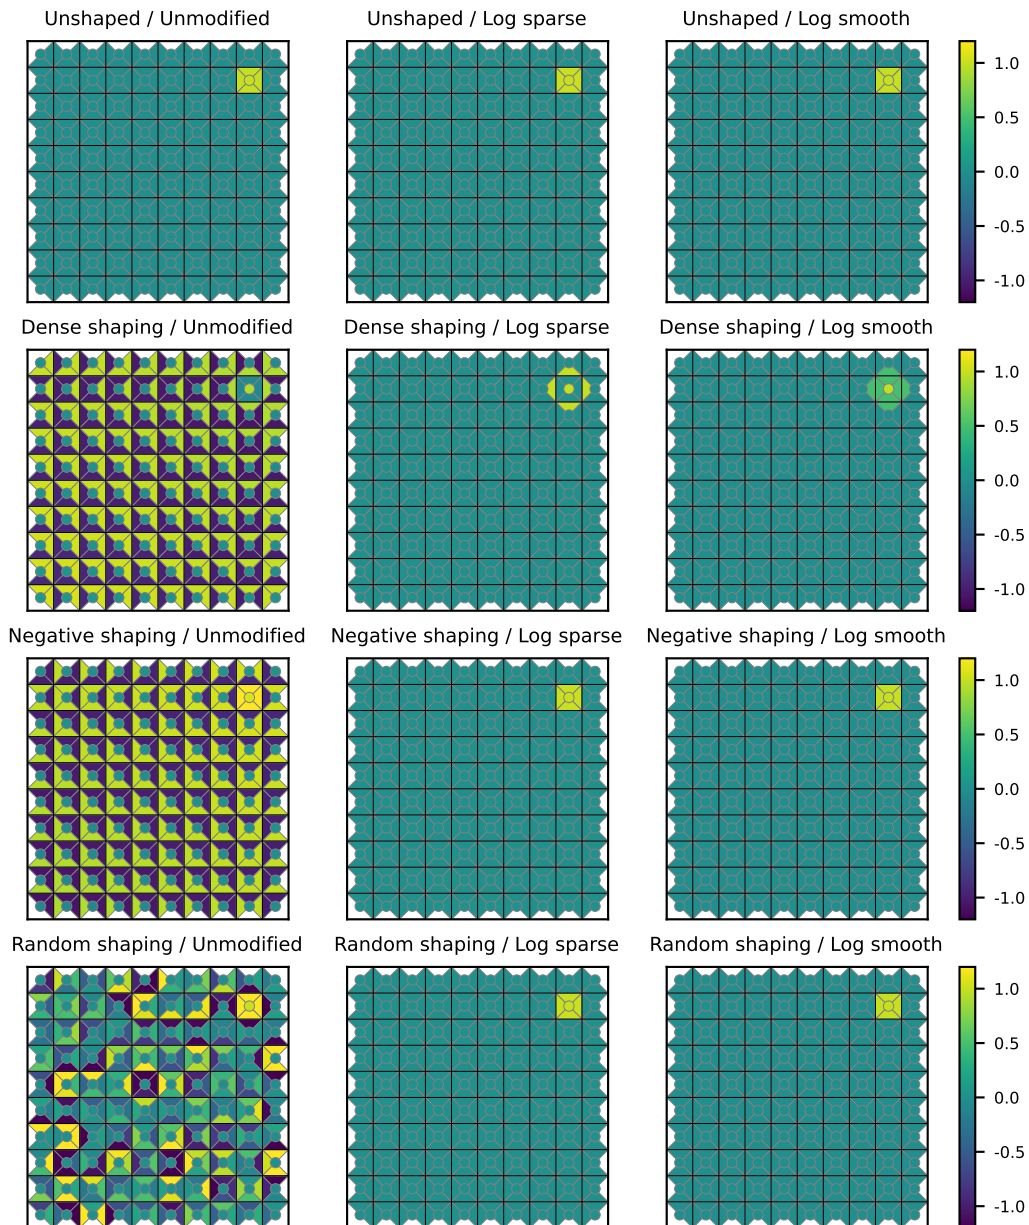 Unshaped / Unmodified
Unshaped / Log sparse
Unshaped / Log smooth
1.0
0.5
0.0
-0.5
-1.0
Dense shaping / Unmodified
Dense shaping / Log sparse
Dense shaping / Log smooth
1.0
0.5
0.0
-0.5
-1.0
Negative shaping / Unmodified
Negative shaping / Log sparse
Negative shaping / Log smooth
1.0
0.5
0.0
-0.5
-1.0
Random shaping / Unmodified
Random shaping / Log sparse
Random shaping / Log smooth
1.0
0.5
0.0
-0.5
-1.0